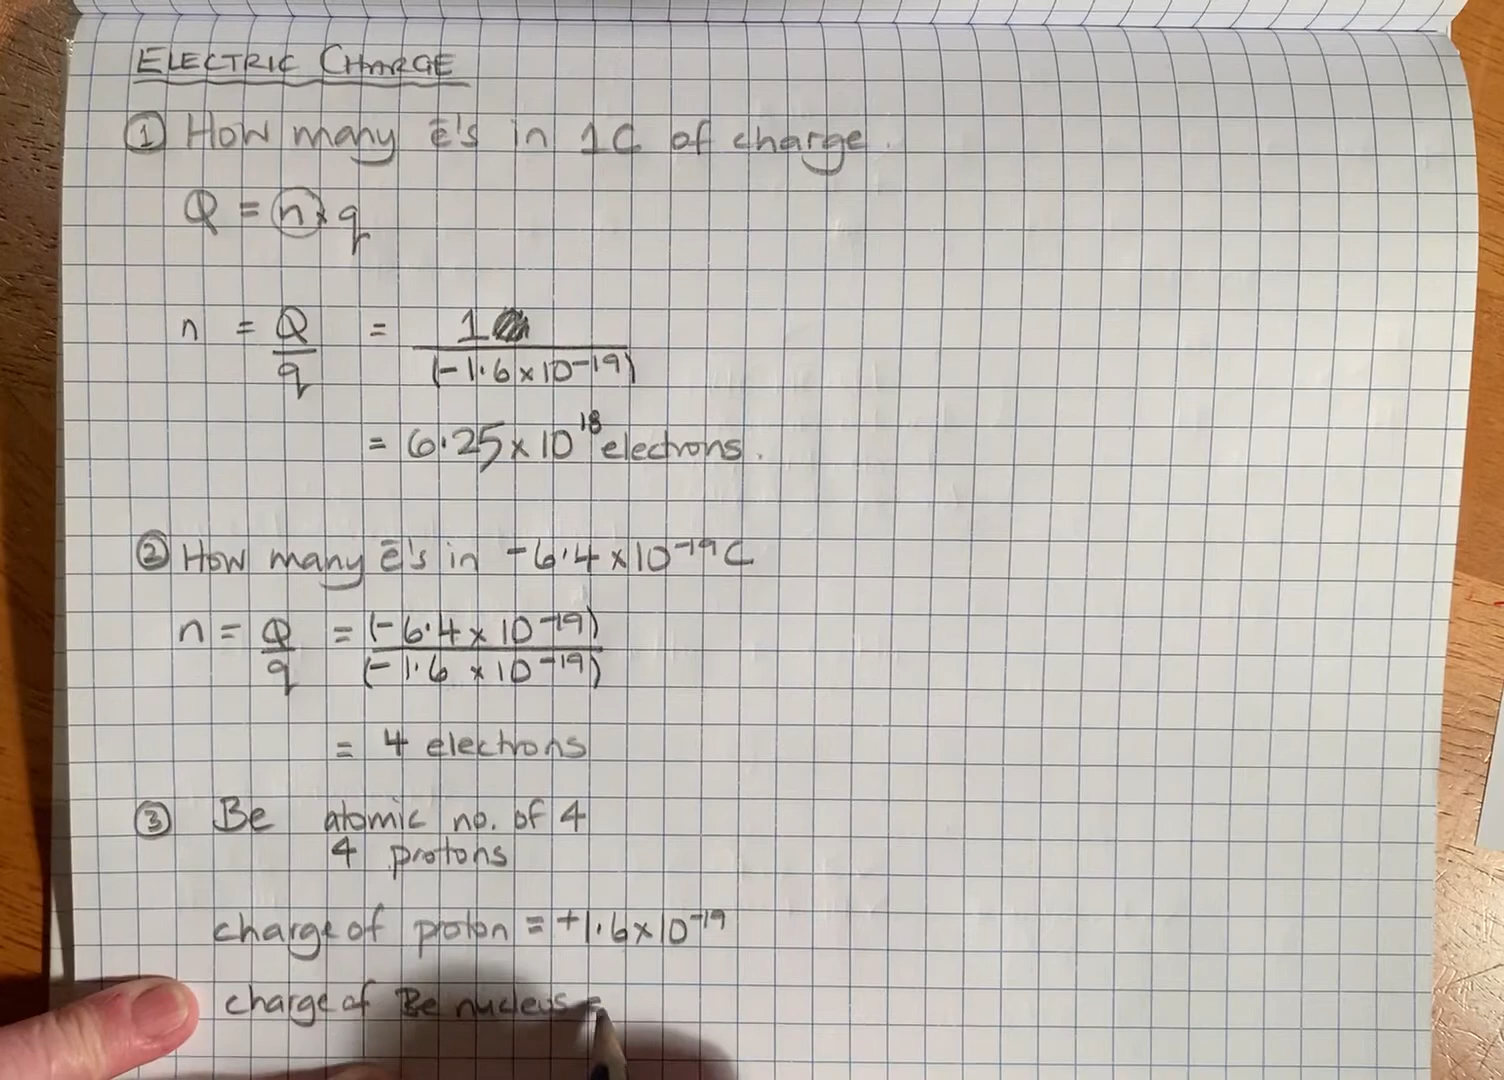 ELECTRIC CHARGE
① How many ē's in 1C of charge.
Q = n × q
n = Q/q = 1/(-1.6×10⁻¹⁹)
= 6.25×10¹⁸ electrons.
② How many ē's in -6.4×10⁻¹⁹C
n = Q/q = (-6.4×10⁻¹⁹)/(-1.6×10⁻¹⁹)
= 4 electrons
③ Be atomic no. of 4
4 protons
charge of proton = +1.6×10⁻¹⁹
charge of Be nucleus =